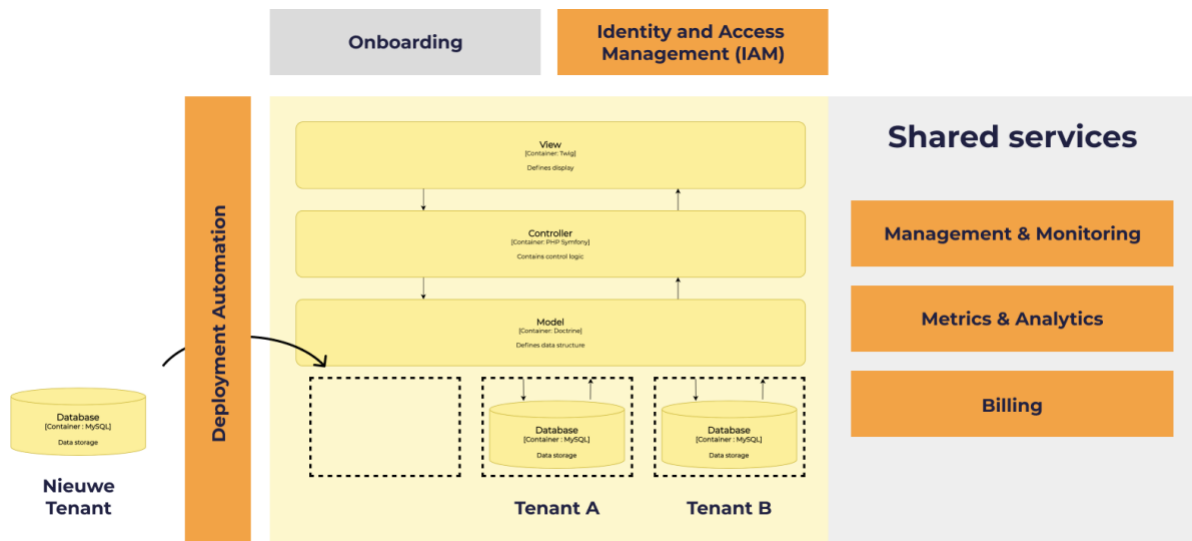 Onboarding
Identity and Access
Management (IAM)
Deployment Automation
View
[Container: Twig]
Defines display
Controller
[Container: PHP Symfony]
Contains control logic
Model
[Container: Doctrine]
Defines data structure
Database
[Container : MySQL]
Data storage
Nieuwe
Tenant
Database
[Container : MySQL]
Data storage
Tenant A
Database
[Container : MySQL]
Data storage
Tenant B
Shared services
Management & Monitoring
Metrics & Analytics
Billing